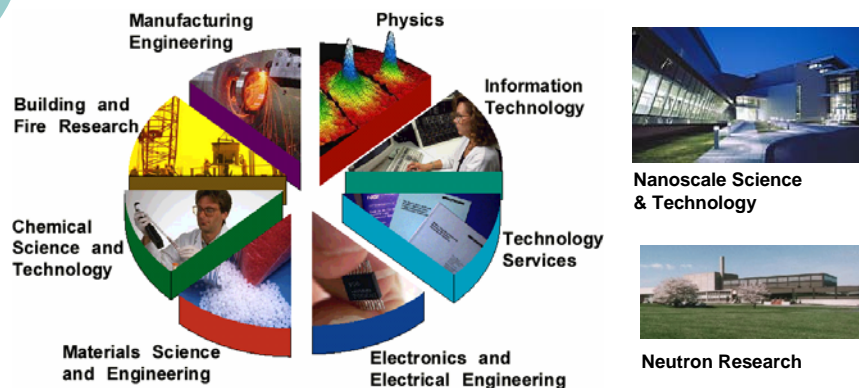 Manufacturing
Engineering
Physics
Information
Technology
Building and
Fire Research
Nanoscale Science
& Technology
Chemical
Science and
Technology
Technology
Services
Materials Science
and Engineering
Electronics and
Electrical Engineering
Neutron Research